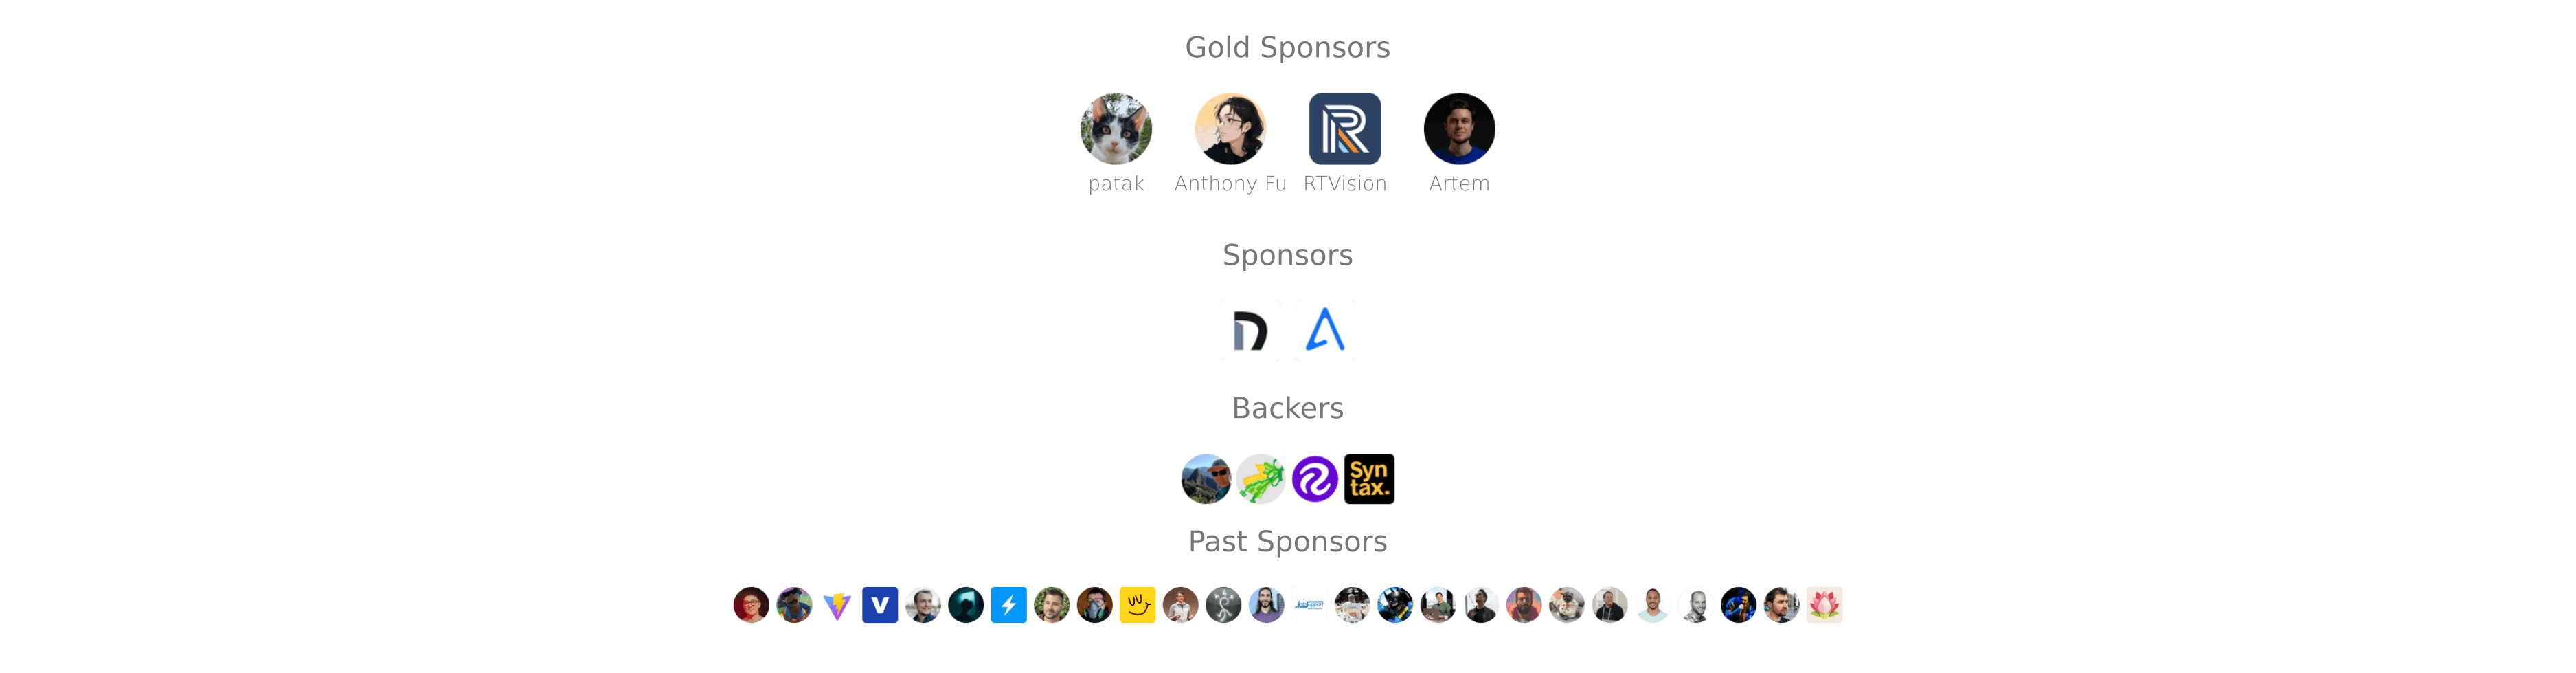 Gold Sponsors
patak Anthony Fu RTVision Artem
Sponsors
Backers
Syn
tax.
Past Sponsors